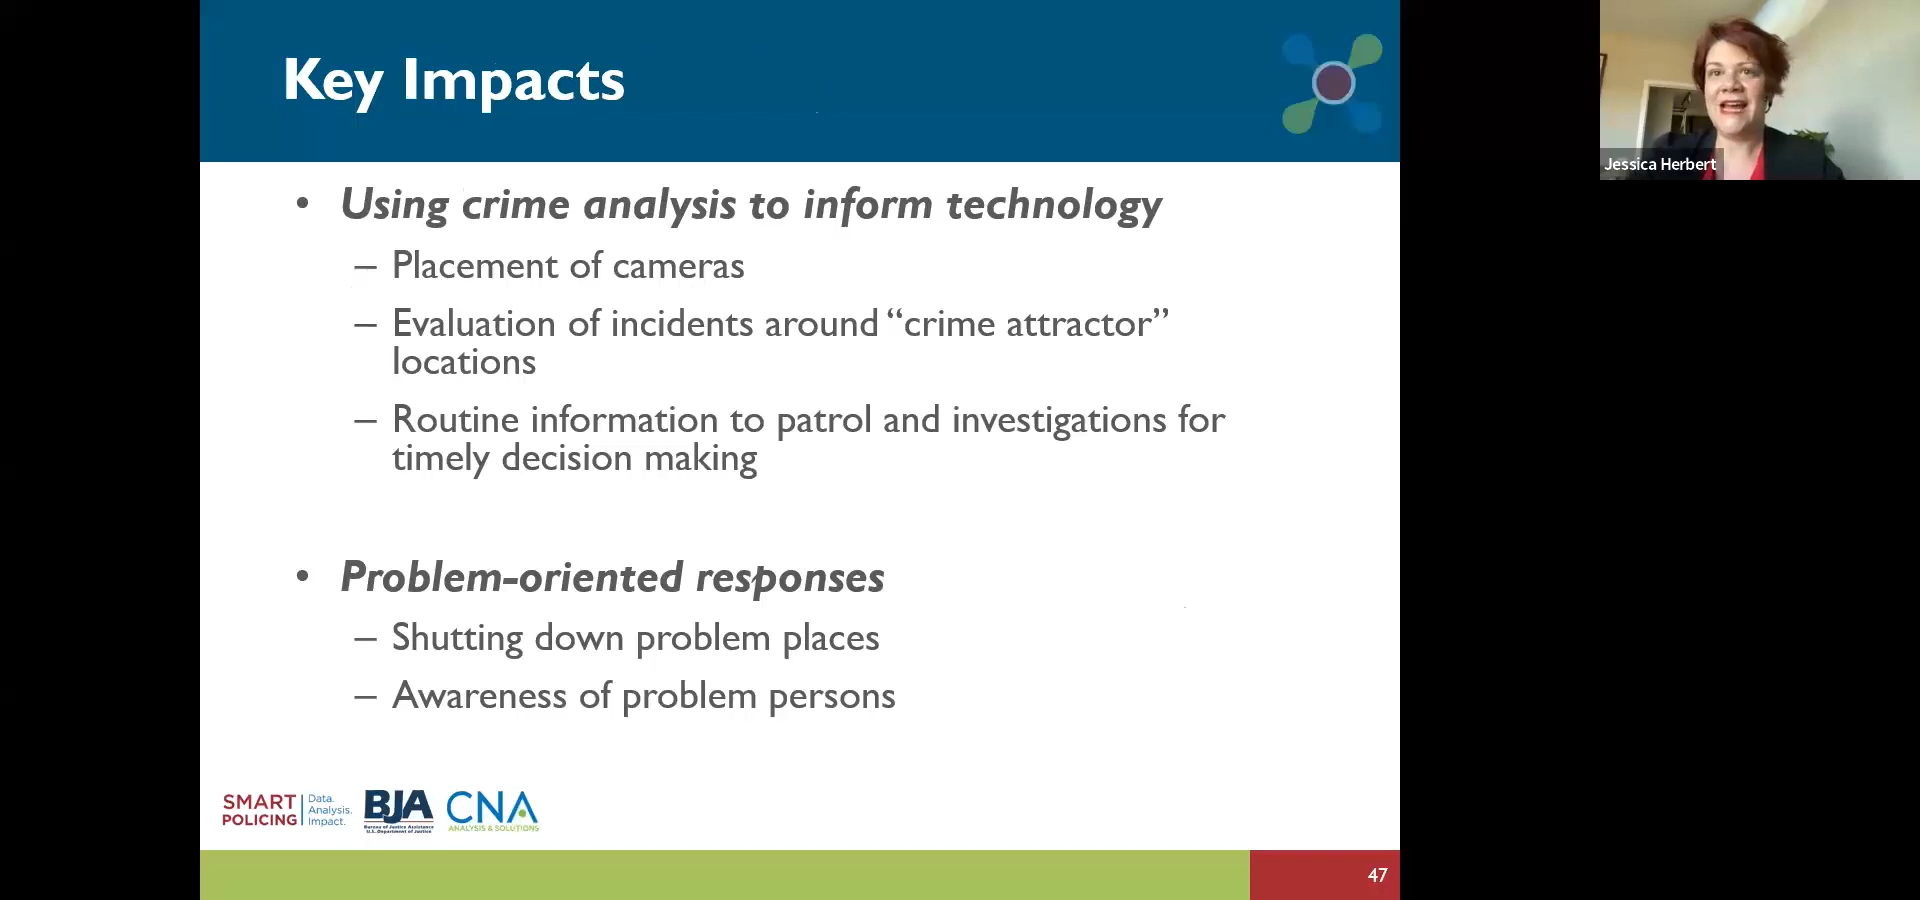 Key Impacts
Jessica Herbert
• Using crime analysis to inform technology
– Placement of cameras
– Evaluation of incidents around “crime attractor”
locations
– Routine information to patrol and investigations for
timely decision making
• Problem-oriented responses
– Shutting down problem places
– Awareness of problem persons
SMART
POLICING
Data.
Analysis.
Impact.
BJA
Bureau of Justice Assistance
U.S. Department of Justice
CNA
ANALYSIS & SOLUTIONS
47